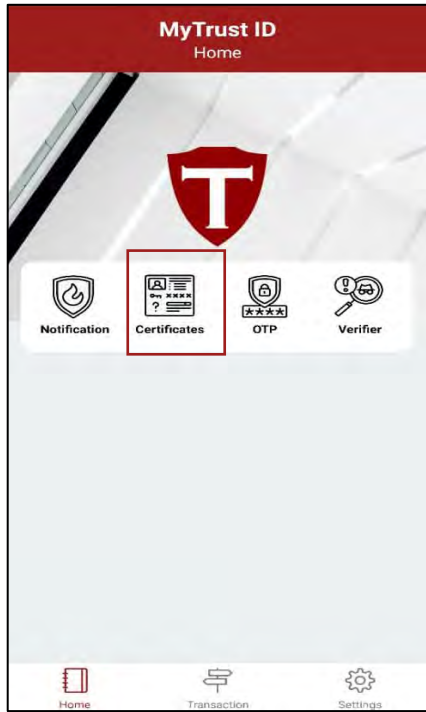 MyTrust ID
Home
T
Notification Certificates OTP Verifier
Home Transaction Settings